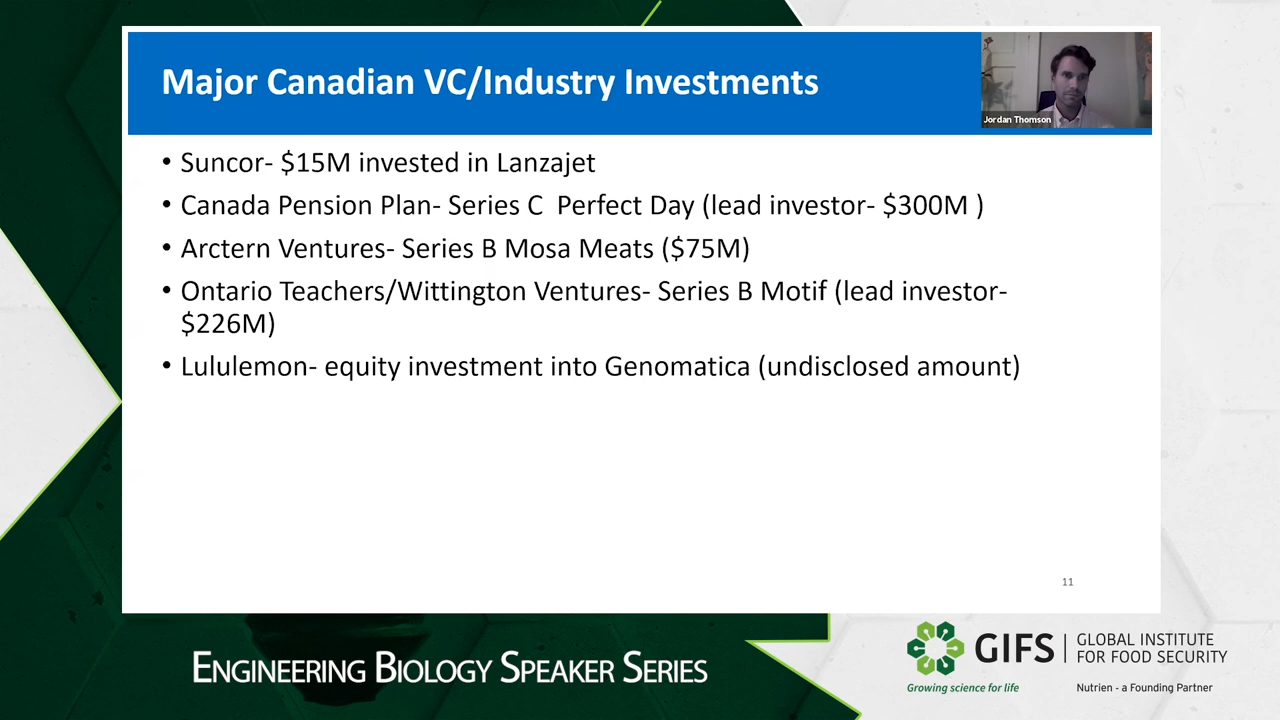 Major Canadian VC/Industry Investments
Jordan Thomson
• Suncor- $15M invested in Lanzajet
• Canada Pension Plan- Series C  Perfect Day (lead investor- $300M )
• Arctern Ventures- Series B Mosa Meats ($75M)
• Ontario Teachers/Wittington Ventures- Series B Motif (lead investor-
$226M)
• Lululemon- equity investment into Genomatica (undisclosed amount)
11
ENGINEERING BIOLOGY SPEAKER SERIES
GIFS
GLOBAL INSTITUTE
FOR FOOD SECURITY
Growing science for life
Nutrien - a Founding Partner